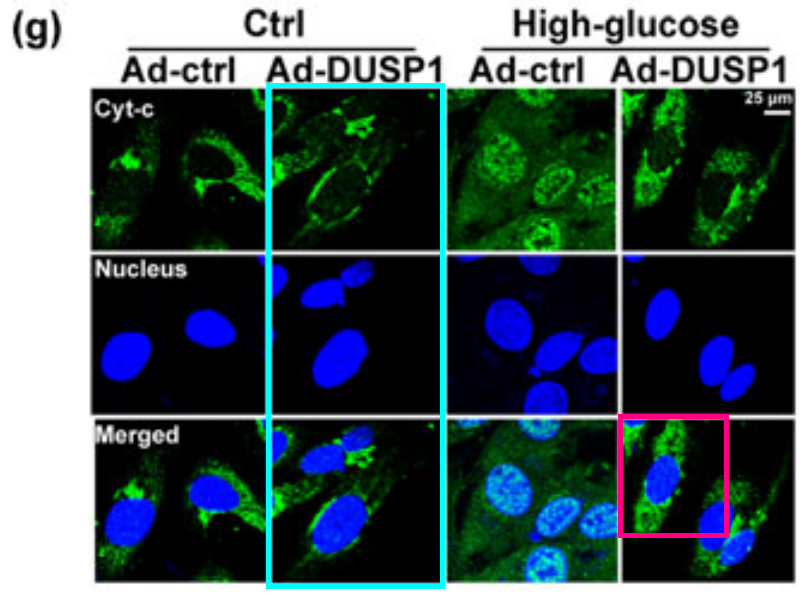 (g)
Ctrl High-glucose
Ad-ctrl Ad-DUSP1 Ad-ctrl Ad-DUSP1
Cyt-c
25 µm
Nucleus
Merged